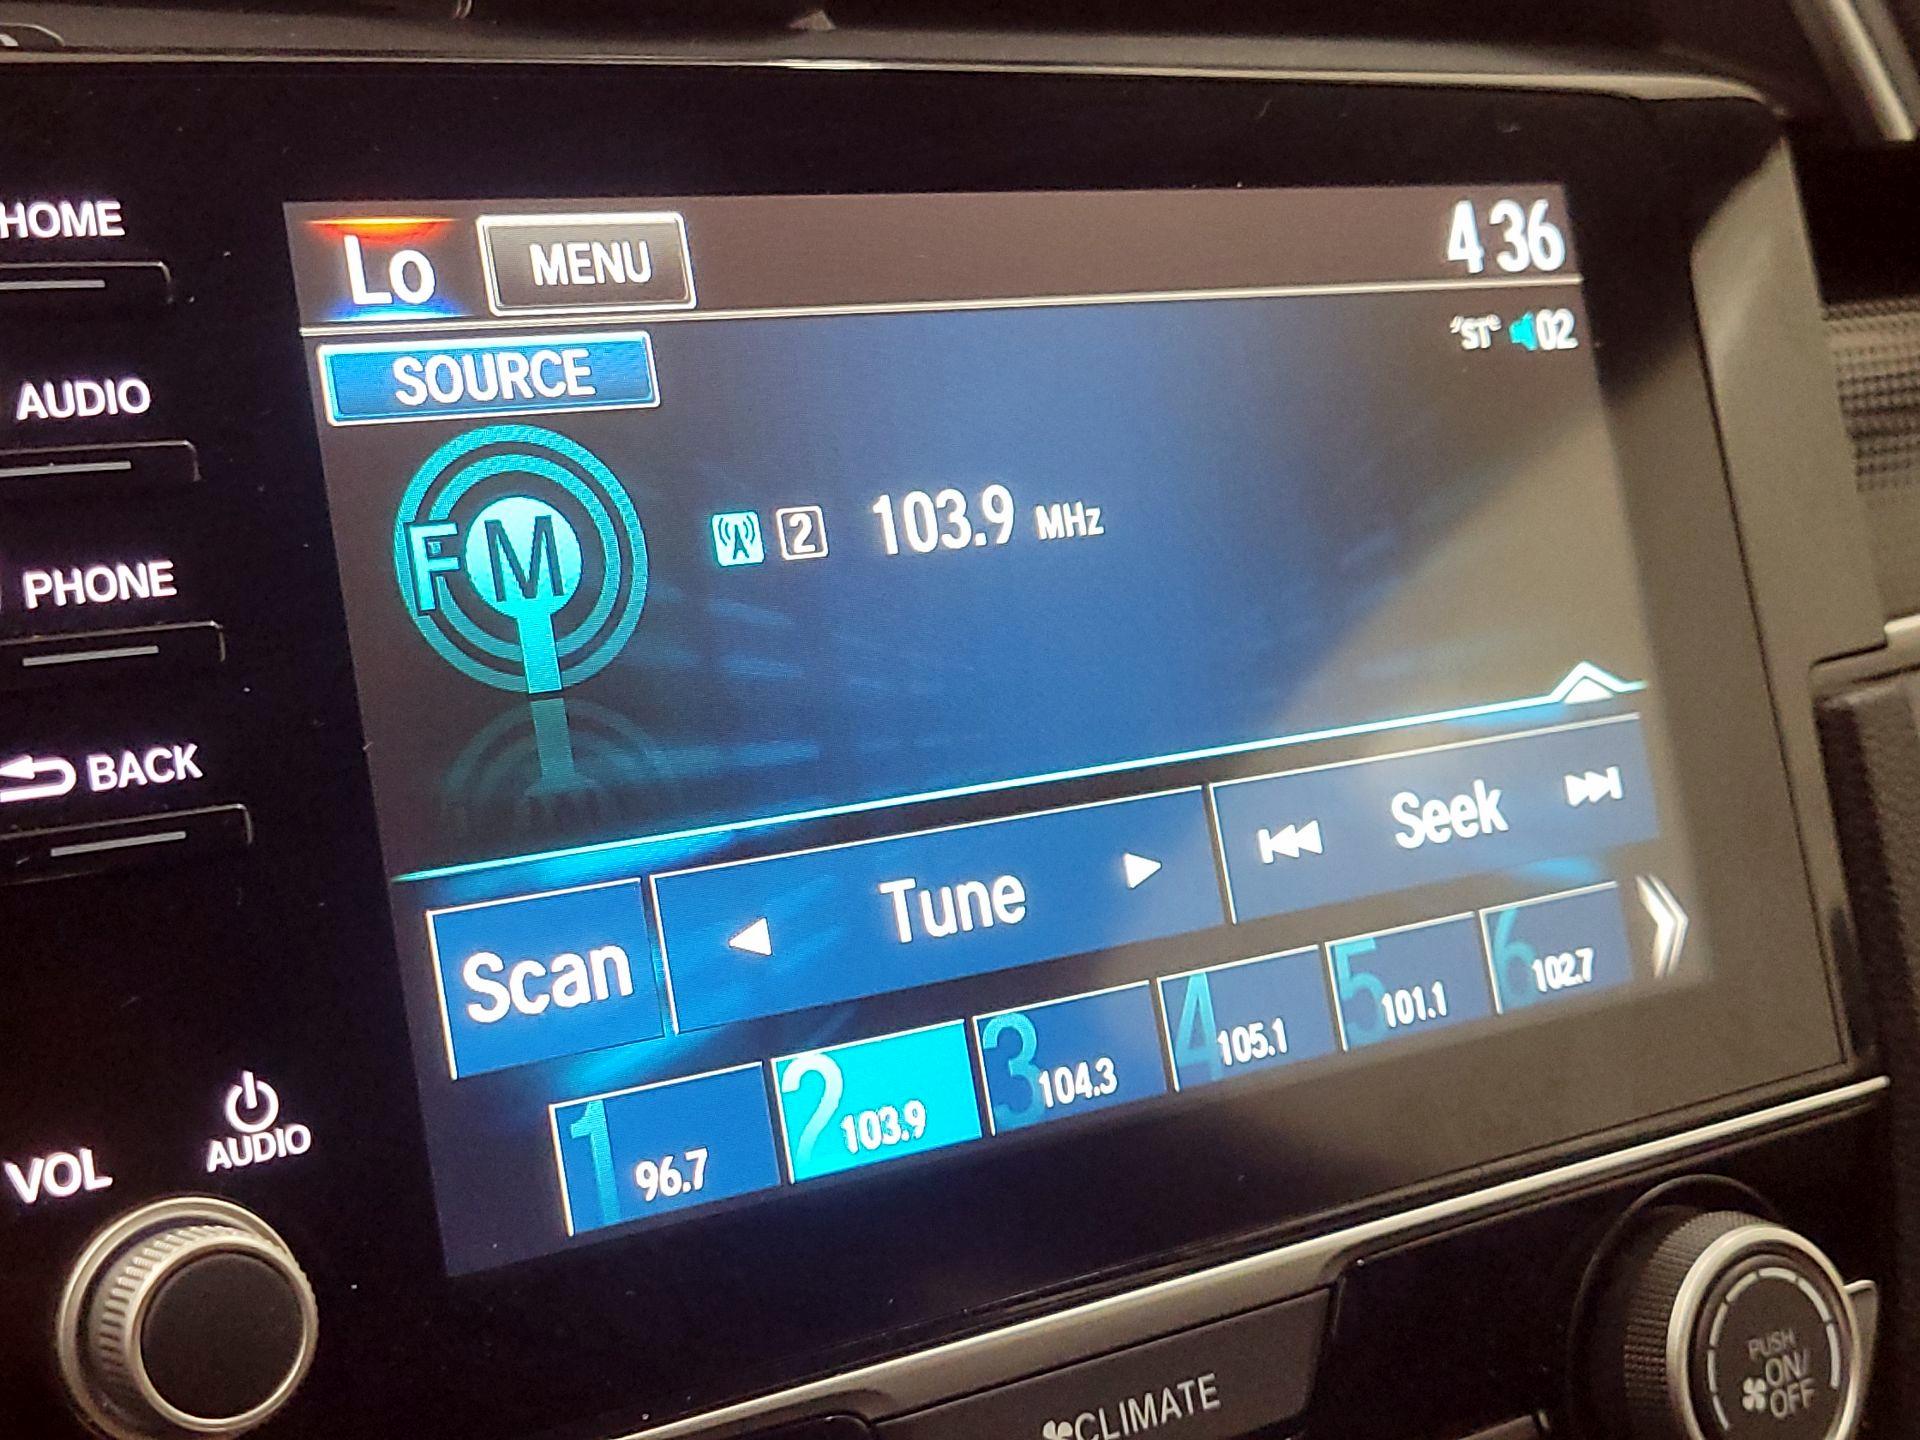 HOME
AUDIO
PHONE
BACK
VOL
AUDIO
Lo MENU 4 36
SOURCE ST 02
FM
2 103.9 MHz
Scan Tune Seek
1 96.7
2 103.9
3 104.3
4 105.1
5 101.1
6 102.7
CLIMATE
PUSH
ON/
OFF